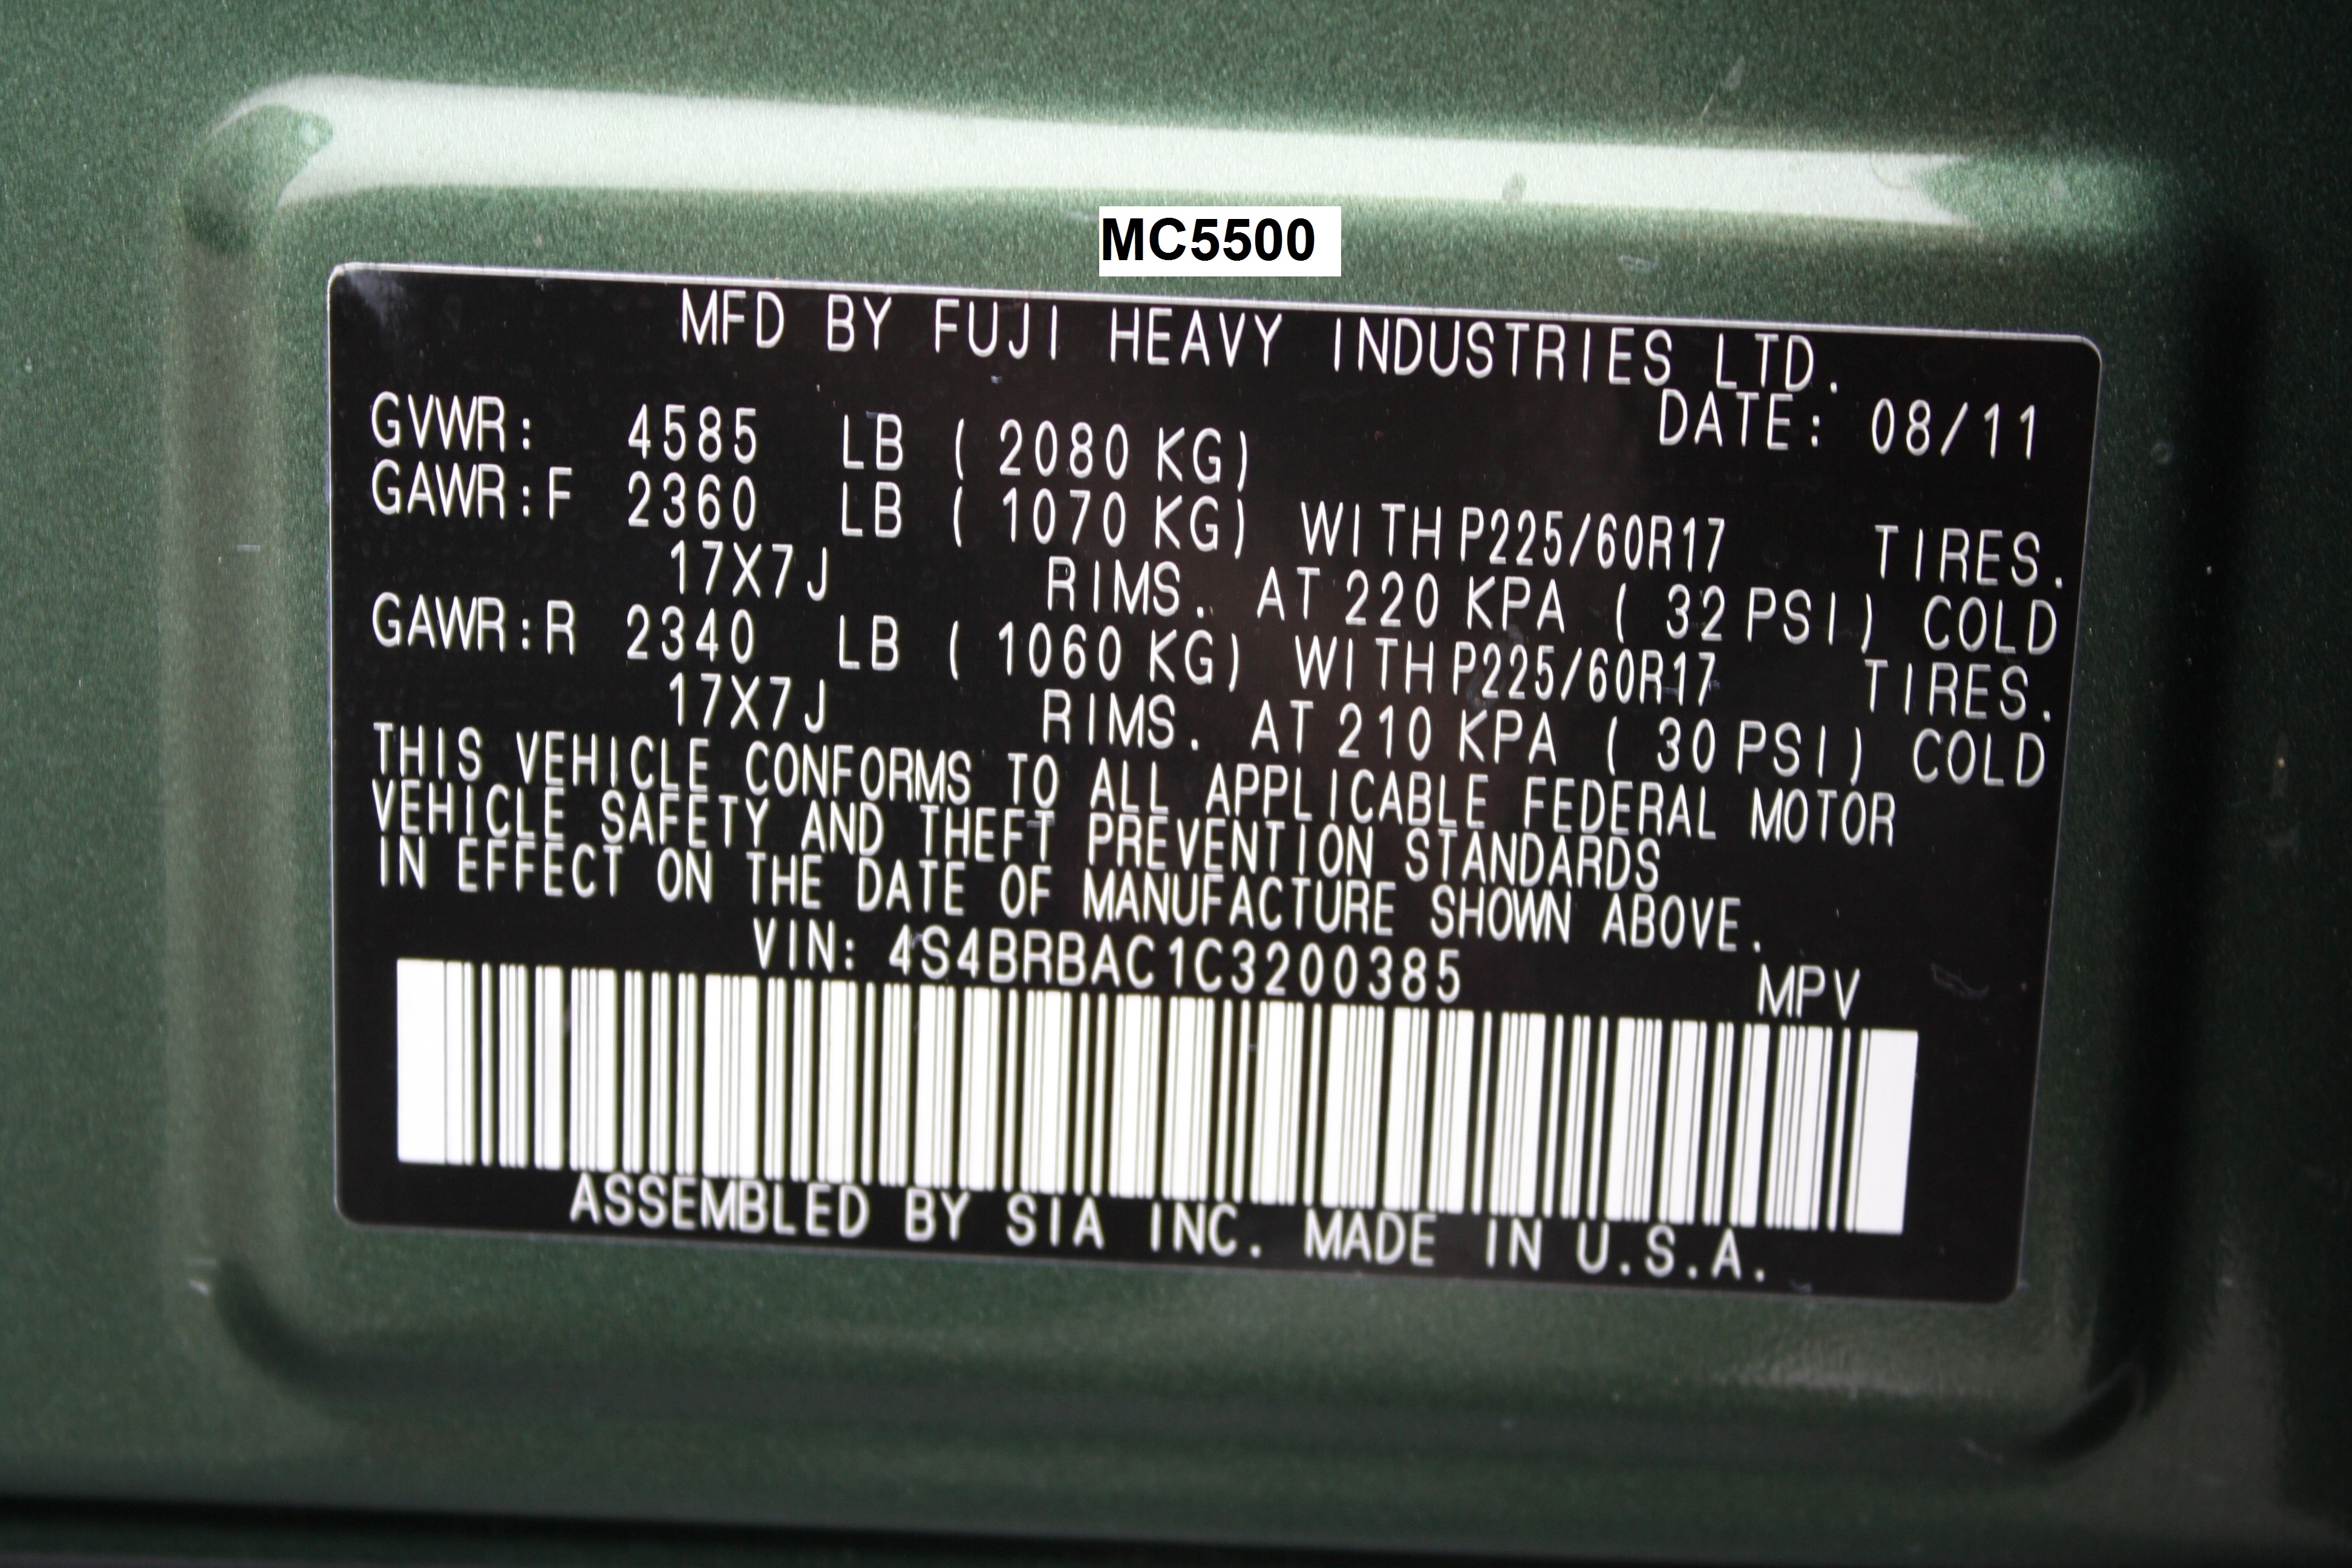 MC5500
MFD BY FUJI HEAVY INDUSTRIES LTD.
DATE: 08/11
GVWR: 4585 LB ( 2080 KG)
GAWR:F 2360 LB ( 1070 KG) WITH P225/60R17 TIRES.
17X7J RIMS. AT 220 KPA ( 32 PSI) COLD
GAWR:R 2340 LB ( 1060 KG) WITH P225/60R17 TIRES.
17X7J RIMS. AT 210 KPA ( 30 PSI) COLD
THIS VEHICLE CONFORMS TO ALL APPLICABLE FEDERAL MOTOR
VEHICLE SAFETY AND THEFT PREVENTION STANDARDS
IN EFFECT ON THE DATE OF MANUFACTURE SHOWN ABOVE.
VIN: 4S4BRBAC1C3200385 MPV
ASSEMBLED BY SIA INC. MADE IN U.S.A.